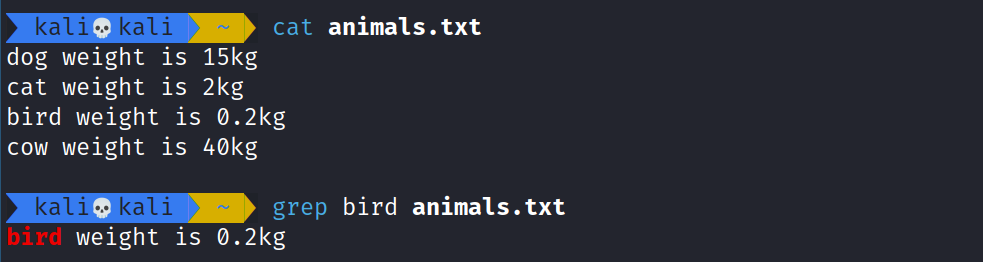 kali💀kali ~ cat animals.txt
dog weight is 15kg
cat weight is 2kg
bird weight is 0.2kg
cow weight is 40kg
kali💀kali ~ grep bird animals.txt
bird weight is 0.2kg